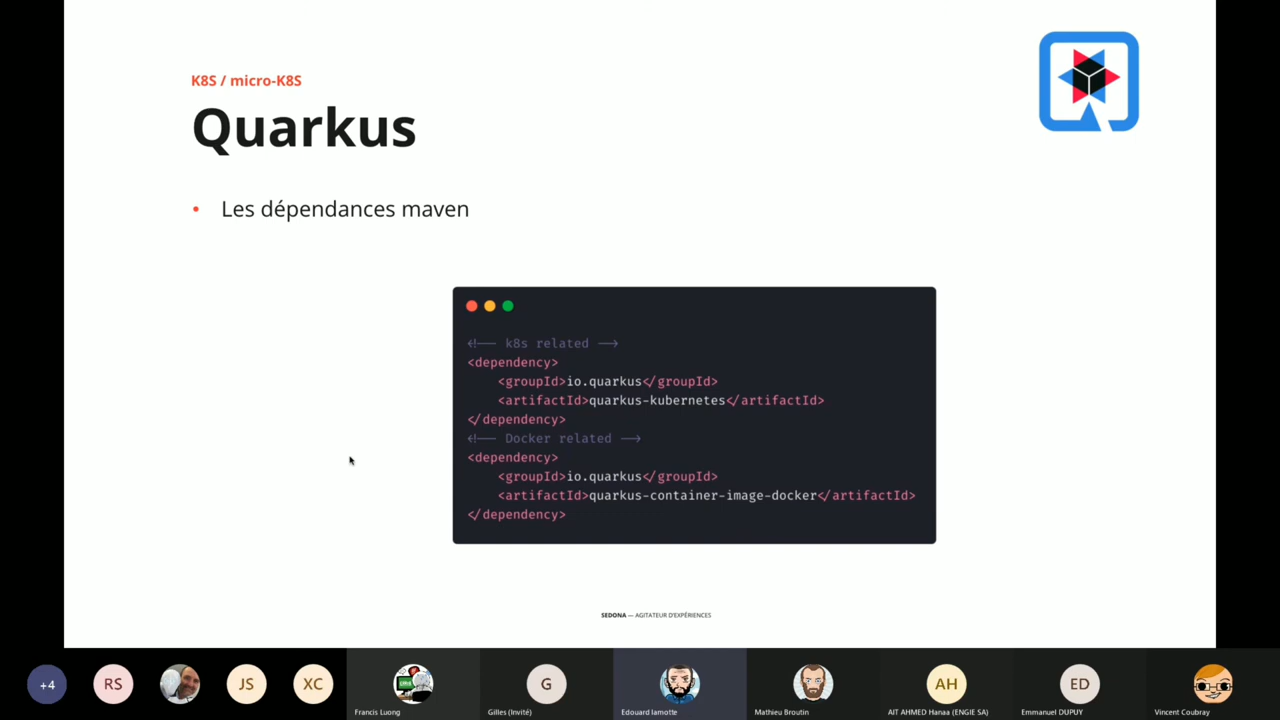 K8S / micro-K8S
Quarkus
• Les dépendances maven
<!-- k8s related -->
<dependency>
<groupId>io.quarkus</groupId>
<artifactId>quarkus-kubernetes</artifactId>
</dependency>
<!-- Docker related -->
<dependency>
<groupId>io.quarkus</groupId>
<artifactId>quarkus-container-image-docker</artifactId>
</dependency>
SEDONA — AGITATEUR D'EXPÉRIENCES
+4
RS
JS
XC
G
AH
ED
Francis Luong
Gilles (Invité)
Edouard lamotte
Mathieu Broutin
AIT AHMED Hanaa (ENGIE SA)
Emmanuel DUPUY
Vincent Coubray